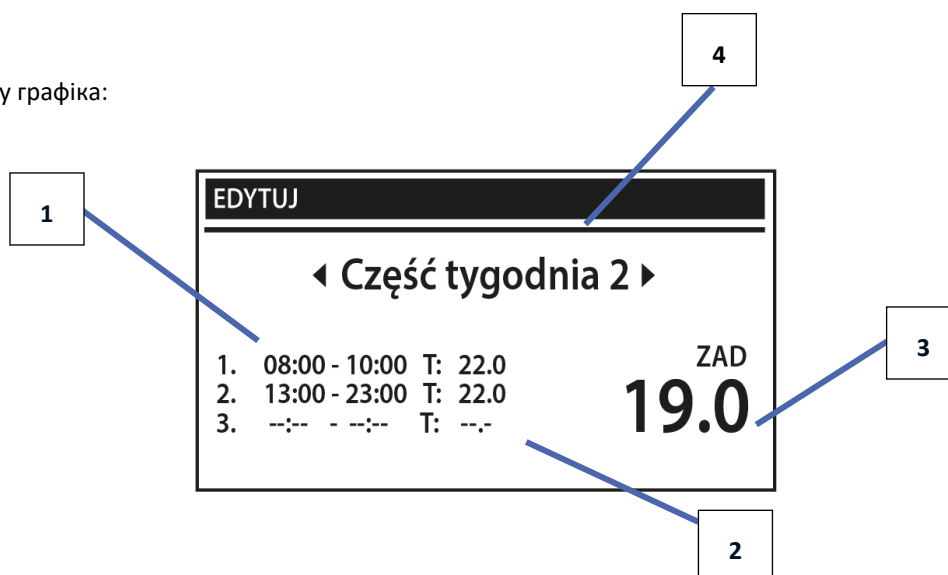 4
у графіка:
1
EDYTUJ
Część tygodnia 2
3
1. 08:00 - 10:00 T: 22.0
2. 13:00 - 23:00 T: 22.0
3. --:-- - --:-- T: --.-
ZAD
19.0
2